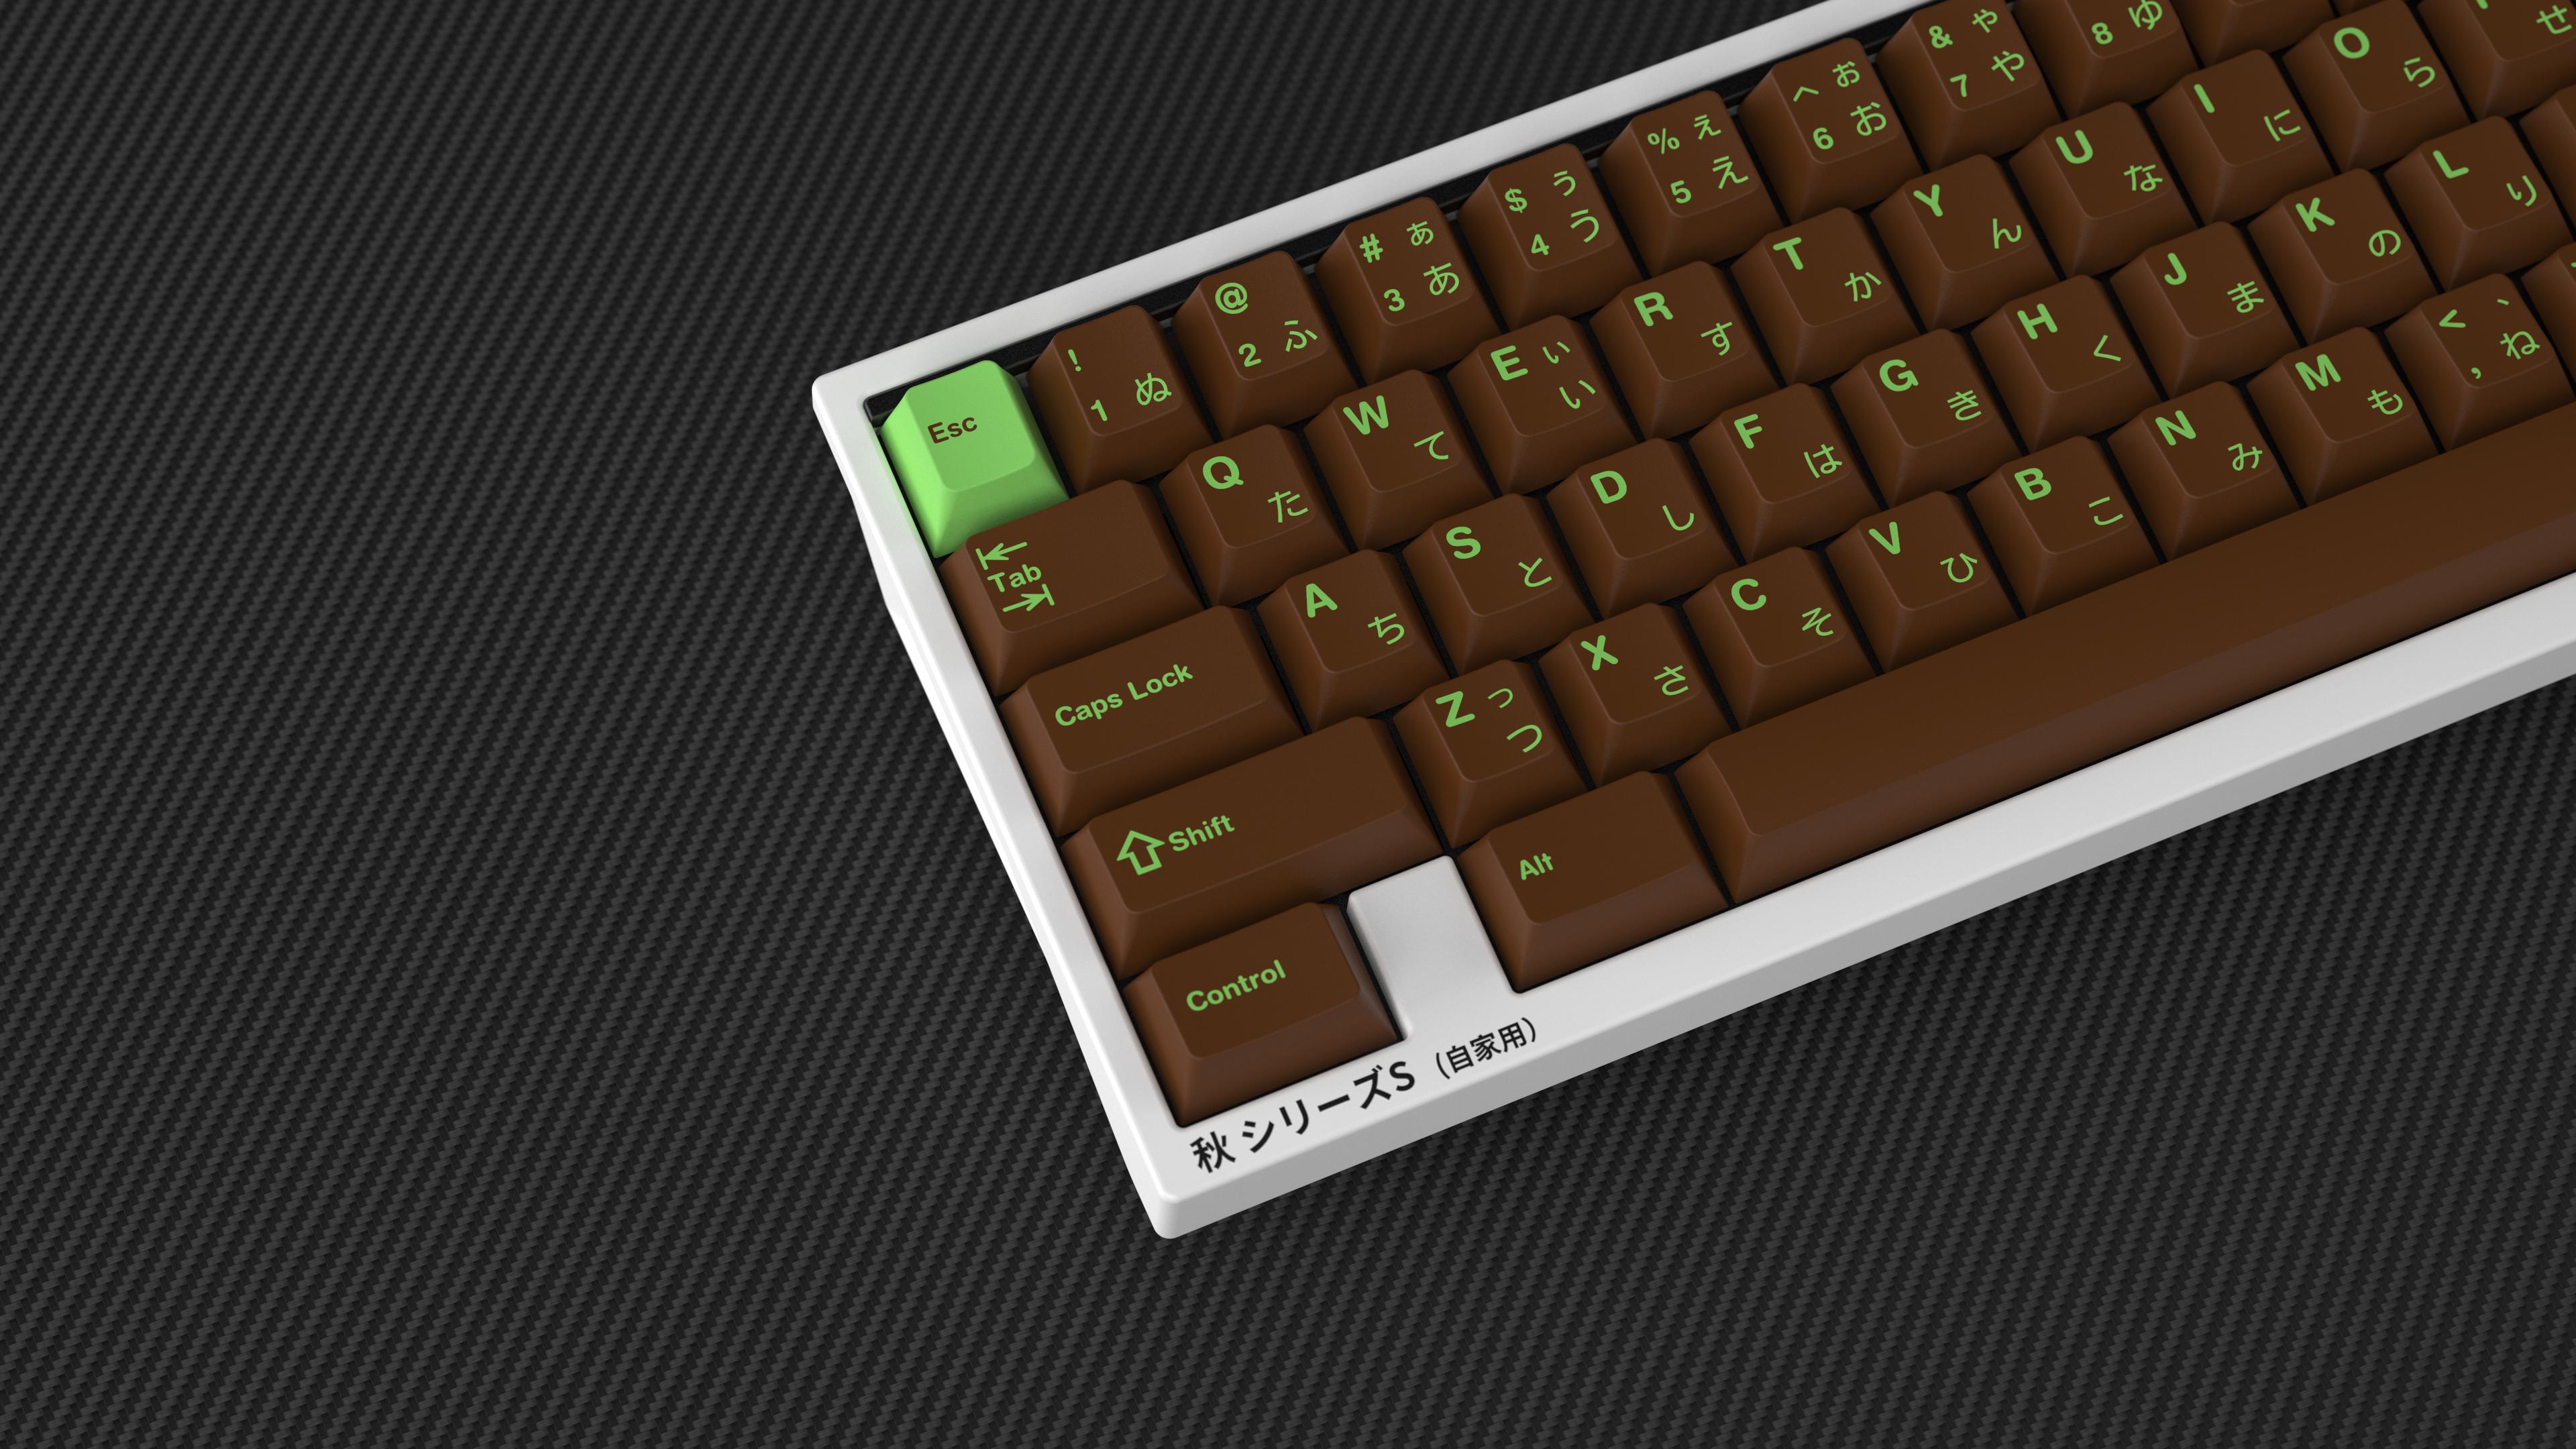 Esc
! 1 ぬ
@ 2 ふ
# ぁ 3 あ
$ ぅ 4 う
% ぇ 5 え
^ ぉ 6 お
& ゃ 7 や
8 ゆ
Tab
Q た
W て
E ぃ い
R す
T か
Y ん
U な
I に
O ら
せ
Caps Lock
A ち
S と
D し
F は
G き
H く
J ま
K の
L り
Shift
Z っ つ
X さ
C そ
V ひ
B こ
N み
M も
< 、 , ね
Control
Alt
秋 シリーズS (自家用)